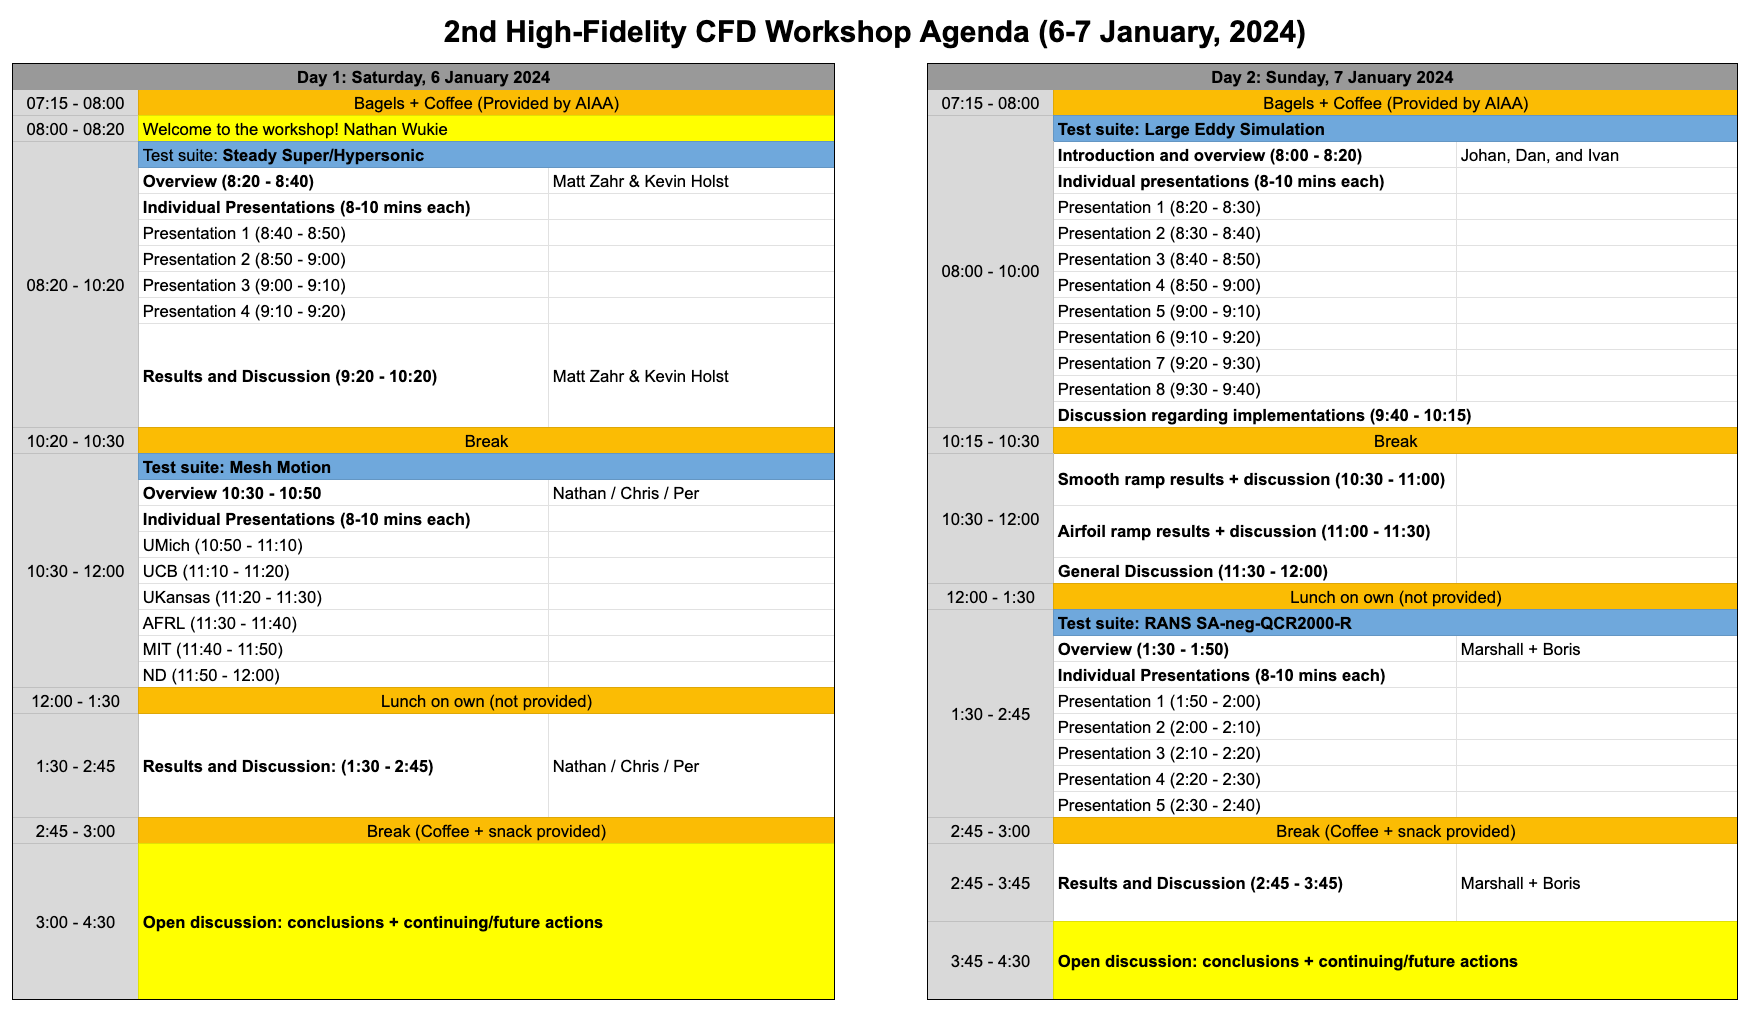 2nd High-Fidelity CFD Workshop Agenda (6-7 January, 2024)
Day 1: Saturday, 6 January 2024
07:15 - 08:00 Bagels + Coffee (Provided by AIAA)
08:00 - 08:20 Welcome to the workshop! Nathan Wukie
08:20 - 10:20
Test suite: Steady Super/Hypersonic
Overview (8:20 - 8:40) Matt Zahr & Kevin Holst
Individual Presentations (8-10 mins each)
Presentation 1 (8:40 - 8:50)
Presentation 2 (8:50 - 9:00)
Presentation 3 (9:00 - 9:10)
Presentation 4 (9:10 - 9:20)
Results and Discussion (9:20 - 10:20) Matt Zahr & Kevin Holst
10:20 - 10:30 Break
10:30 - 12:00
Test suite: Mesh Motion
Overview 10:30 - 10:50 Nathan / Chris / Per
Individual Presentations (8-10 mins each)
UMich (10:50 - 11:10)
UCB (11:10 - 11:20)
UKansas (11:20 - 11:30)
AFRL (11:30 - 11:40)
MIT (11:40 - 11:50)
ND (11:50 - 12:00)
12:00 - 1:30 Lunch on own (not provided)
1:30 - 2:45 Results and Discussion: (1:30 - 2:45) Nathan / Chris / Per
2:45 - 3:00 Break (Coffee + snack provided)
3:00 - 4:30 Open discussion: conclusions + continuing/future actions
Day 2: Sunday, 7 January 2024
07:15 - 08:00 Bagels + Coffee (Provided by AIAA)
08:00 - 10:00
Test suite: Large Eddy Simulation
Introduction and overview (8:00 - 8:20) Johan, Dan, and Ivan
Individual presentations (8-10 mins each)
Presentation 1 (8:20 - 8:30)
Presentation 2 (8:30 - 8:40)
Presentation 3 (8:40 - 8:50)
Presentation 4 (8:50 - 9:00)
Presentation 5 (9:00 - 9:10)
Presentation 6 (9:10 - 9:20)
Presentation 7 (9:20 - 9:30)
Presentation 8 (9:30 - 9:40)
Discussion regarding implementations (9:40 - 10:15)
10:15 - 10:30 Break
10:30 - 12:00
Smooth ramp results + discussion (10:30 - 11:00)
Airfoil ramp results + discussion (11:00 - 11:30)
General Discussion (11:30 - 12:00)
12:00 - 1:30 Lunch on own (not provided)
1:30 - 2:45
Test suite: RANS SA-neg-QCR2000-R
Overview (1:30 - 1:50) Marshall + Boris
Individual Presentations (8-10 mins each)
Presentation 1 (1:50 - 2:00)
Presentation 2 (2:00 - 2:10)
Presentation 3 (2:10 - 2:20)
Presentation 4 (2:20 - 2:30)
Presentation 5 (2:30 - 2:40)
2:45 - 3:00 Break (Coffee + snack provided)
2:45 - 3:45 Results and Discussion (2:45 - 3:45) Marshall + Boris
3:45 - 4:30 Open discussion: conclusions + continuing/future actions